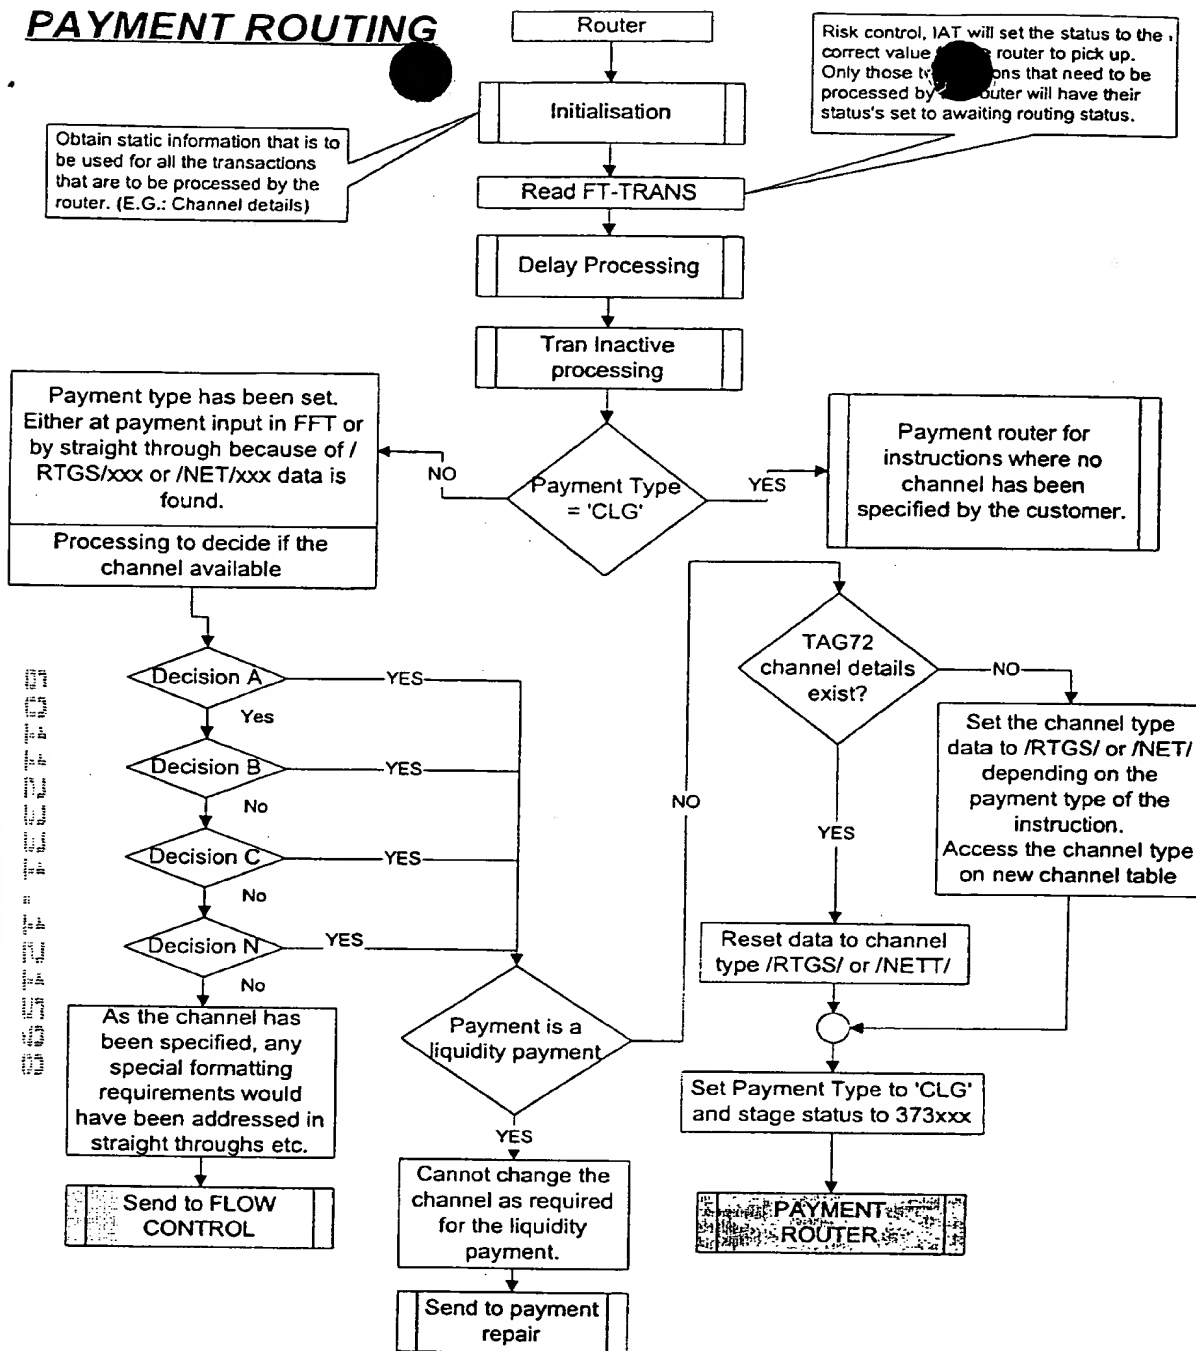 PAYMENT ROUTING
Router
Risk control, IAT will set the status to the
correct value router to pick up.
Only those ons that need to be
processed by outer will have their
status's set to awaiting routing status.
Initialisation
Obtain static information that is to
be used for all the transactions
that are to be processed by the
router. (E.G.: Channel details)
Read FT-TRANS
Delay Processing
Tran Inactive
processing
Payment type has been set.
Either at payment input in FFT or
by straight through because of /
RTGS/xxx or /NET/xxx data is
found.
Processing to decide if the
channel available
NO
Payment Type
= 'CLG'
YES
Payment router for
instructions where no
channel has been
specified by the customer.
Decision A
YES
Yes
Decision B
YES
No
Decision C
YES
No
Decision N
YES
No
As the channel has
been specified, any
special formatting
requirements would
have been addressed in
straight throughs etc.
Send to FLOW
CONTROL
Payment is a
liquidity payment
NO
YES
Cannot change the
channel as required
for the liquidity
payment.
Send to payment
repair
TAG72
channel details
exist?
NO
YES
Set the channel type
data to /RTGS/ or /NET/
depending on the
payment type of the
instruction.
Access the channel type
on new channel table
Reset data to channel
type /RTGS/ or /NETT/
Set Payment Type to 'CLG'
and stage status to 373xxx
PAYMENT
ROUTER